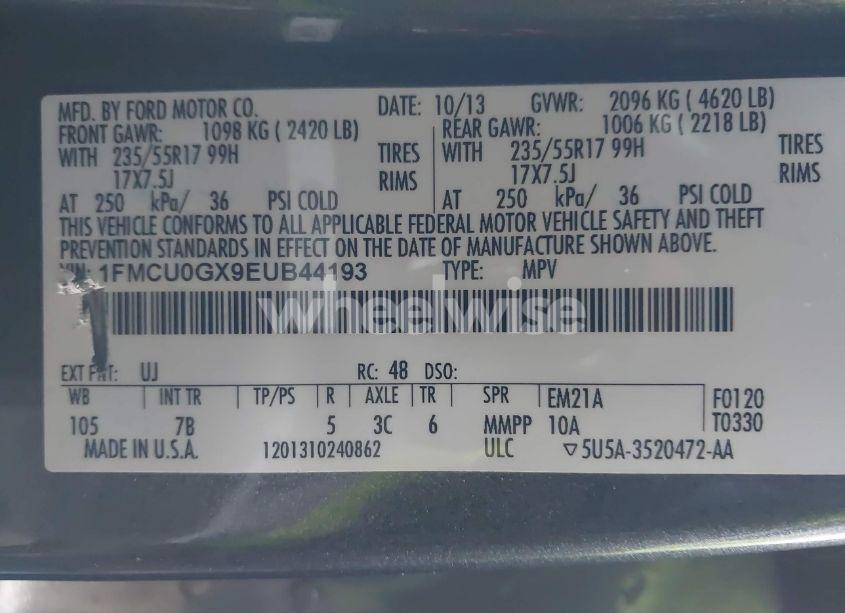 MFD. BY FORD MOTOR CO. DATE: 10/13 GVWR: 2096 KG ( 4620 LB)
FRONT GAWR: 1098 KG ( 2420 LB) REAR GAWR: 1006 KG ( 2218 LB)
WITH 235/55R17 99H TIRES WITH 235/55R17 99H TIRES
17X7.5J RIMS 17X7.5J RIMS
AT 250 kPa/ 36 PSI COLD AT 250 kPa/ 36 PSI COLD
THIS VEHICLE CONFORMS TO ALL APPLICABLE FEDERAL MOTOR VEHICLE SAFETY AND THEFT
PREVENTION STANDARDS IN EFFECT ON THE DATE OF MANUFACTURE SHOWN ABOVE.
VIN: 1FMCU0GX9EUB44193 TYPE: MPV
wheelwise
EXT PNT: UJ RC: 48 DSO:
WB INT TR TP/PS R AXLE TR SPR EM21A F0120
105 7B 5 3C 6 MMPP 10A T0330
MADE IN U.S.A. 1201310240862 ULC ▽5U5A-3520472-AA